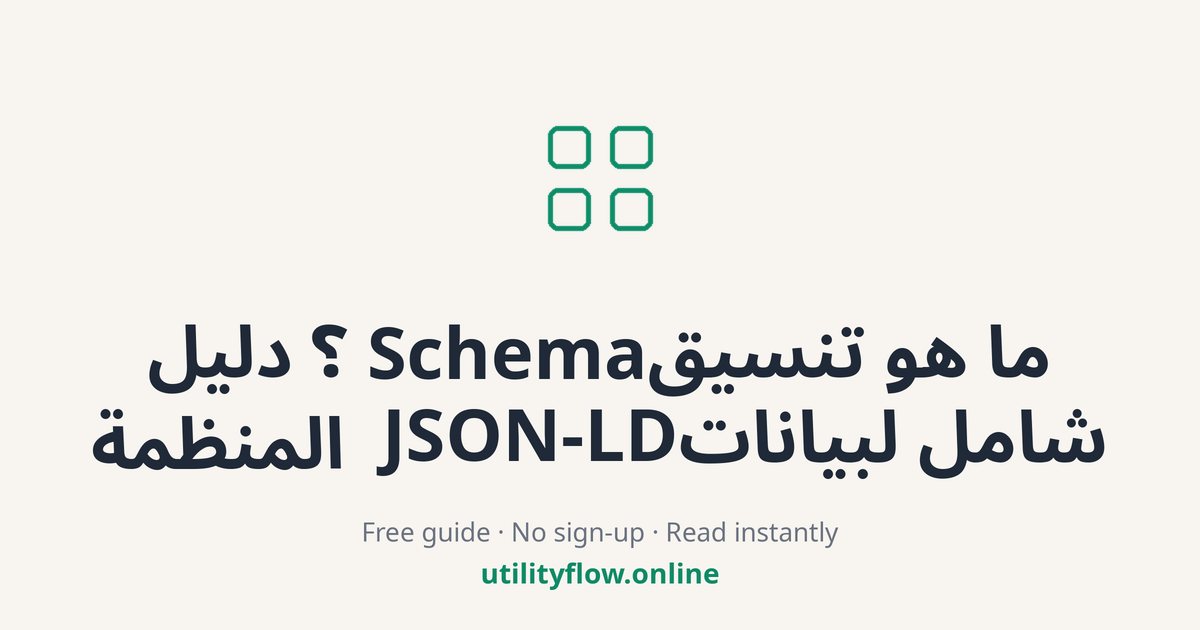 ما هو تنسيق Schema ؟ دليل
شامل لبيانات JSON-LD المنظمة
Free guide · No sign-up · Read instantly
utilityflow.online